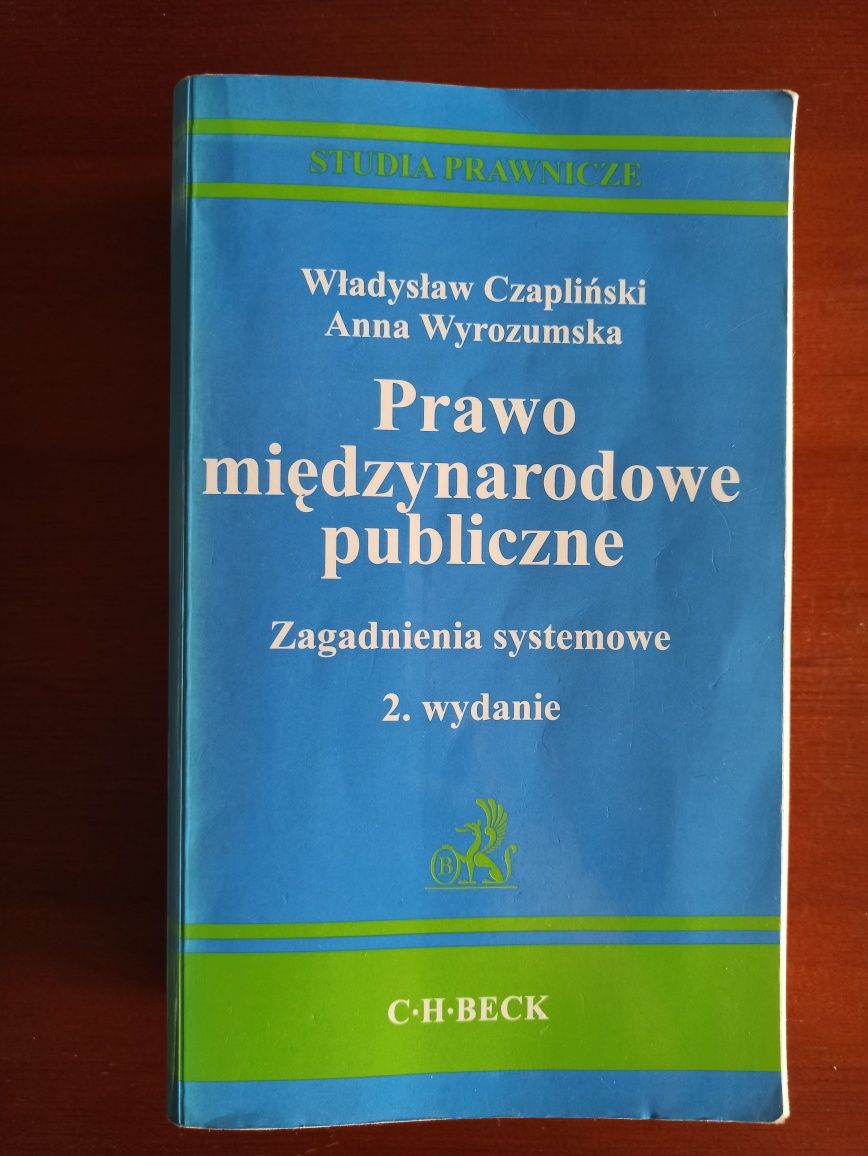 STUDIA PRAWNICZE
Władysław Czapliński
Anna Wyrozumska
Prawo
międzynarodowe
publiczne
Zagadnienia systemowe
2. wydanie
B
C·H·BECK